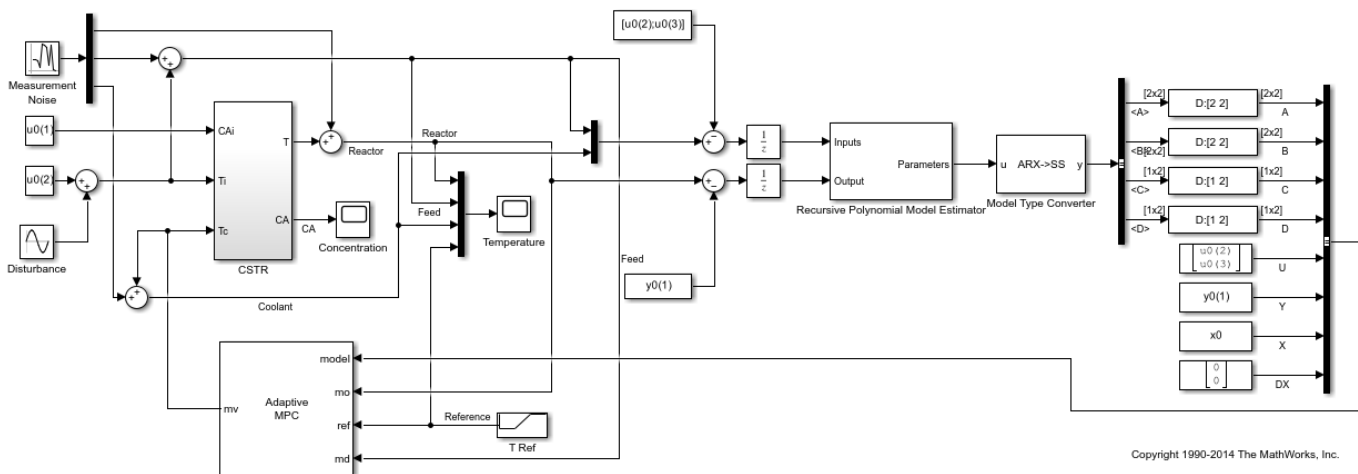 Measurement
Noise
u0(1)
u0(2)
Disturbance
CAi
Ti
Tc
T
CA
CSTR
CA
Concentration
Reactor
Reactor
Feed
Temperature
Coolant
[u0(2);u0(3)]
y0(1)
Feed
1
z
1
z
Inputs
Output
Parameters
Recursive Polynomial Model Estimator
u
ARX->SS
y
Model Type Converter
[2x2]
<A>
D:[2 2]
[2x2]
A
[2x2]
D:[2 2]
[2x2]
B
[1x2]
<C>
D:[1 2]
[1x2]
C
[1x2]
<D>
D:[1 2]
[1x2]
D
u0(2)
u0(3)
U
y0(1)
Y
x0
X
0
0
DX
mv
Adaptive
MPC
model
mo
ref
md
Reference
T Ref
Copyright 1990-2014 The MathWorks, Inc.